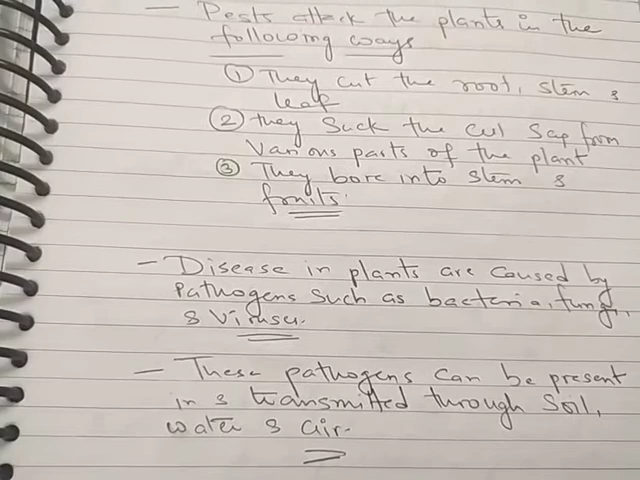 — Pests attack the plants in the
following ways
① They cut the root, stem &
leaf
② They suck the cell sap from
various parts of the plant
③ They bore into stem &
fruits.
— Disease in plants are caused by
pathogens such as bacteria, fungi,
& virus.
— These pathogens can be present
in & transmitted through soil,
water & air.